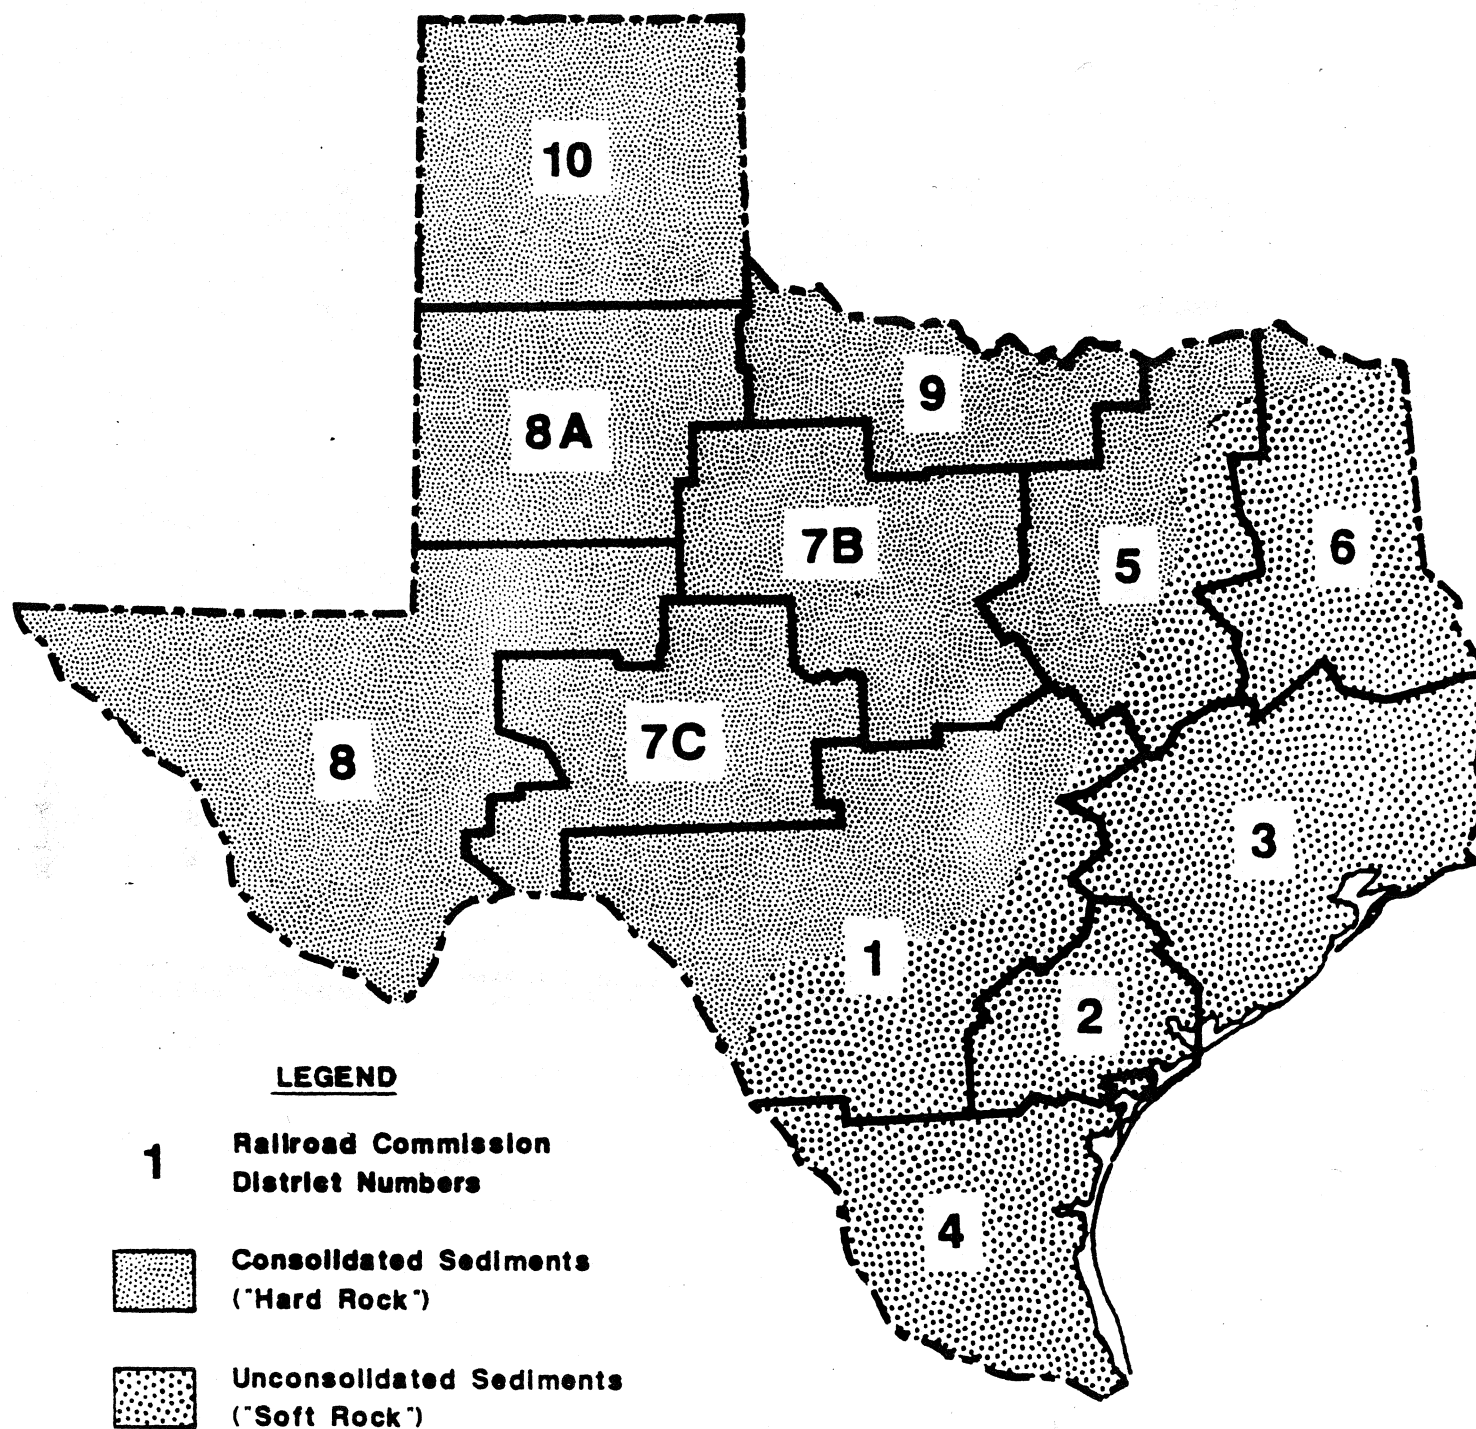 10
9
8A
7B
6
5
7C
8
3
1
2
4
LEGEND
1
Railroad Commission
District Numbers
Consolidated Sediments
("Hard Rock")
Unconsolidated Sediments
("Soft Rock")